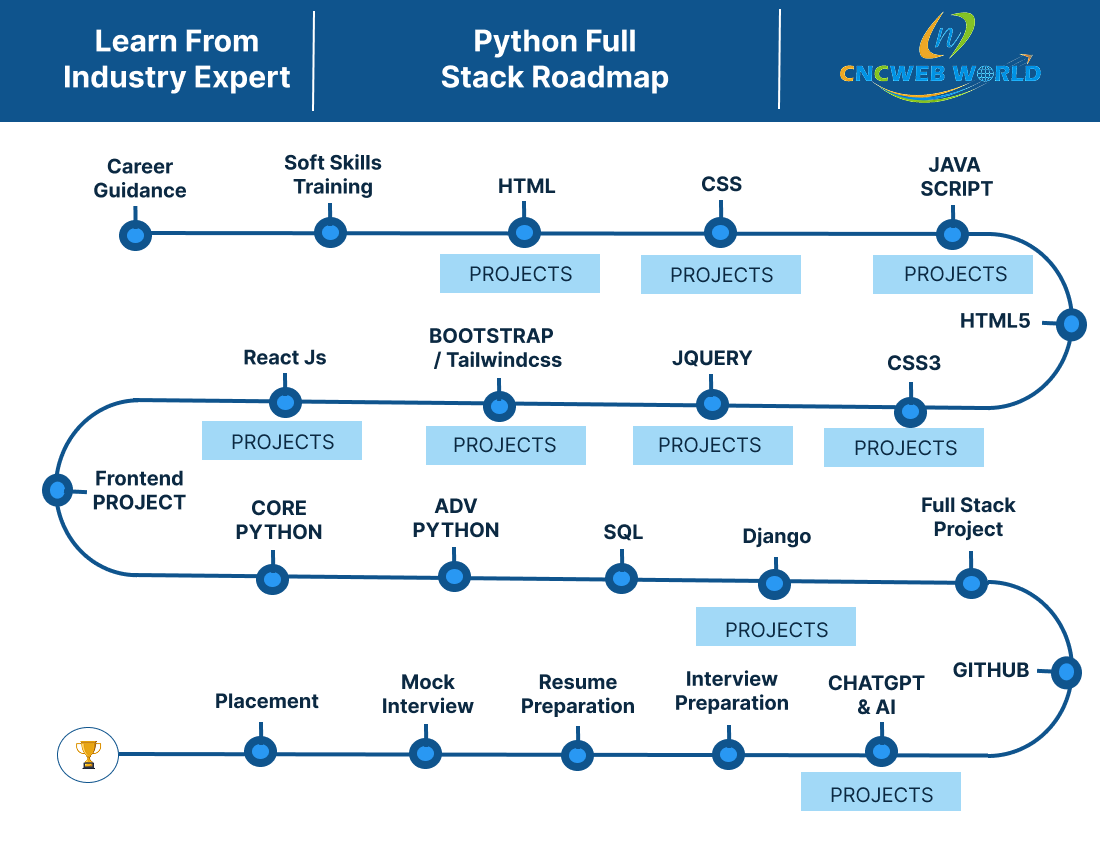 Learn From
Industry Expert
Python Full
Stack Roadmap
n
CNCWEB WORLD
Career
Guidance
Soft Skills
Training
HTML
CSS
JAVA
SCRIPT
PROJECTS
PROJECTS
PROJECTS
HTML5
CSS3
JQUERY
BOOTSTRAP
/ Tailwindcss
React Js
PROJECTS
PROJECTS
PROJECTS
PROJECTS
Frontend
PROJECT
CORE
PYTHON
ADV
PYTHON
SQL
Django
Full Stack
Project
PROJECTS
GITHUB
CHATGPT
& AI
Interview
Preparation
Resume
Preparation
Mock
Interview
Placement
PROJECTS